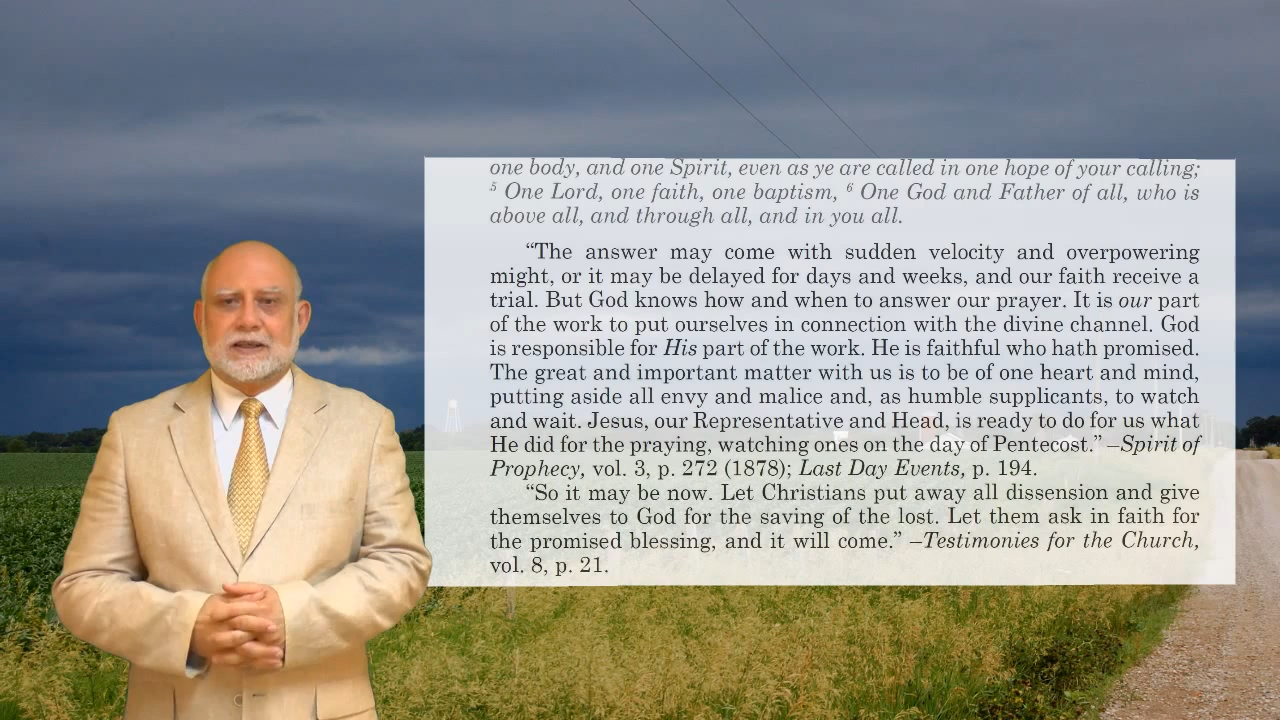 one body, and one Spirit, even as ye are called in one hope of your calling;
⁵ One Lord, one faith, one baptism, ⁶ One God and Father of all, who is
above all, and through all, and in you all.
“The answer may come with sudden velocity and overpowering
might, or it may be delayed for days and weeks, and our faith receive a
trial. But God knows how and when to answer our prayer. It is our part
of the work to put ourselves in connection with the divine channel. God
is responsible for His part of the work. He is faithful who hath promised.
The great and important matter with us is to be of one heart and mind,
putting aside all envy and malice and, as humble supplicants, to watch
and wait. Jesus, our Representative and Head, is ready to do for us what
He did for the praying, watching ones on the day of Pentecost.” –Spirit of
Prophecy, vol. 3, p. 272 (1878); Last Day Events, p. 194.
“So it may be now. Let Christians put away all dissension and give
themselves to God for the saving of the lost. Let them ask in faith for
the promised blessing, and it will come.” –Testimonies for the Church,
vol. 8, p. 21.